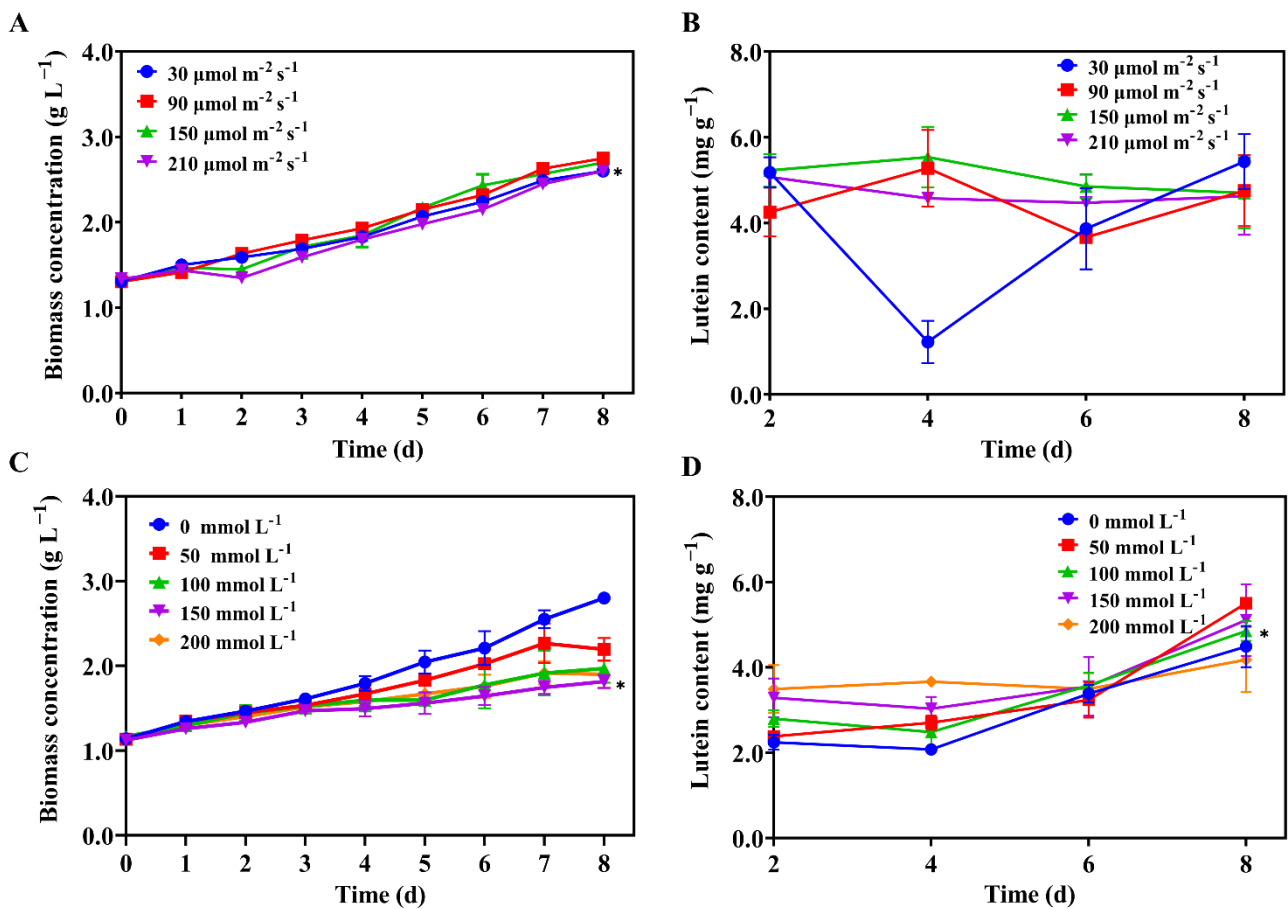 A
Biomass concentration (g L⁻¹)
4.0
3.0
2.0
1.0
0.0
30 μmol m⁻² s⁻¹
90 μmol m⁻² s⁻¹
150 μmol m⁻² s⁻¹
210 μmol m⁻² s⁻¹
*
0 1 2 3 4 5 6 7 8
Time (d)
B
Lutein content (mg g⁻¹)
8.0
6.0
4.0
2.0
0.0
30 μmol m⁻² s⁻¹
90 μmol m⁻² s⁻¹
150 μmol m⁻² s⁻¹
210 μmol m⁻² s⁻¹
2 4 6 8
Time (d)
C
Biomass concentration (g L⁻¹)
4.0
3.0
2.0
1.0
0.0
0 mmol L⁻¹
50 mmol L⁻¹
100 mmol L⁻¹
150 mmol L⁻¹
200 mmol L⁻¹
*
0 1 2 3 4 5 6 7 8
Time (d)
D
Lutein content (mg g⁻¹)
8.0
6.0
4.0
2.0
0.0
0 mmol L⁻¹
50 mmol L⁻¹
100 mmol L⁻¹
150 mmol L⁻¹
200 mmol L⁻¹
*
2 4 6 8
Time (d)